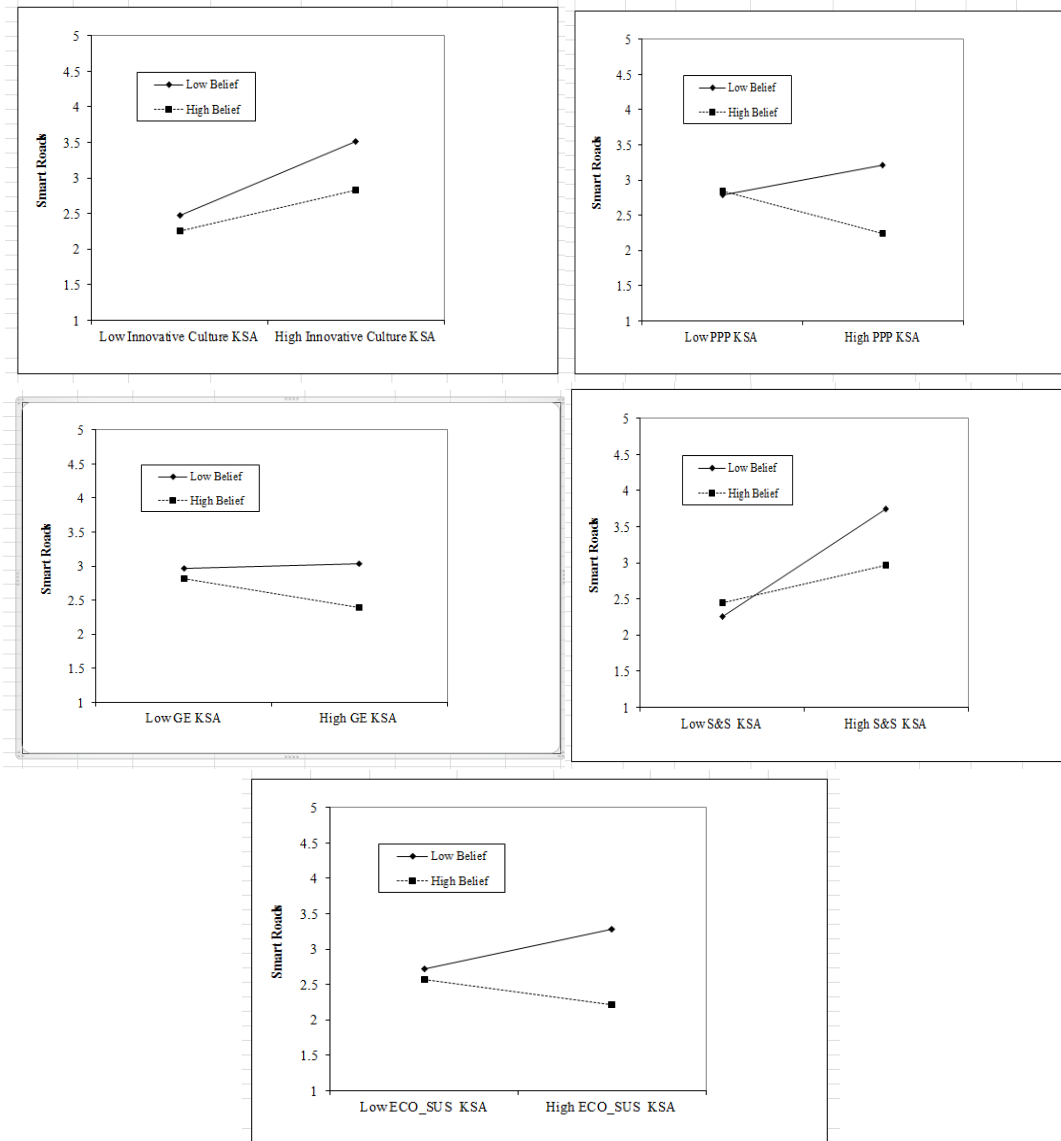 5
4.5
4
3.5
3
2.5
2
1.5
1
Smart Roads
Low Belief
High Belief
Low Innovative Culture KSA
High Innovative Culture KSA
5
4.5
4
3.5
3
2.5
2
1.5
1
Smart Roads
Low Belief
High Belief
Low PPP KSA
High PPP KSA
5
4.5
4
3.5
3
2.5
2
1.5
1
Smart Roads
Low Belief
High Belief
Low GE KSA
High GE KSA
5
4.5
4
3.5
3
2.5
2
1.5
1
Smart Roads
Low Belief
High Belief
Low S&S KSA
High S&S KSA
5
4.5
4
3.5
3
2.5
2
1.5
1
Smart Roads
Low Belief
High Belief
Low ECO_SUS KSA
High ECO_SUS KSA